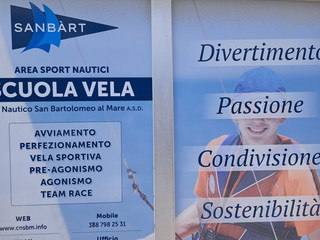 SANBÀRT
AREA SPORT NAUTICI
SCUOLA VELA
Nautico San Bartolomeo al Mare A.S.D.
AVVIAMENTO
PERFEZIONAMENTO
VELA SPORTIVA
PRE-AGONISMO
AGONISMO
TEAM RACE
WEB
www.cnsbm.info
Mobile
388 798 25 31
Ufficio
Divertimento
Passione
Condivisione
Sostenibilità